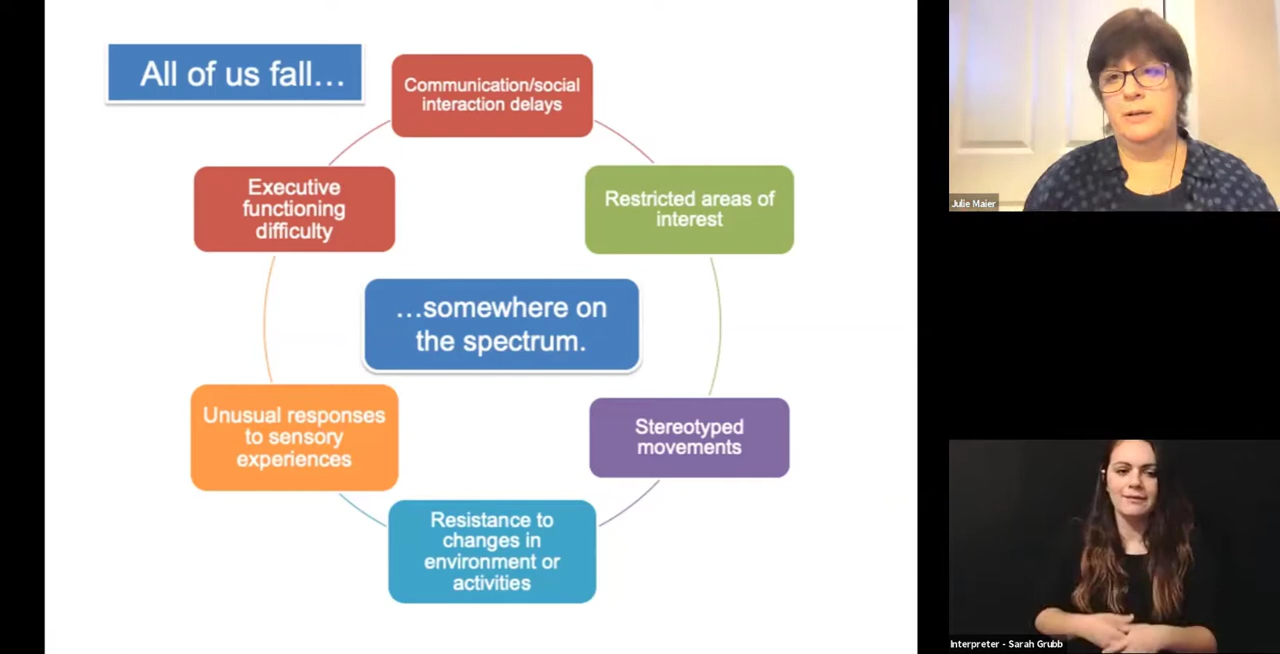 All of us fall…
Communication/social
interaction delays
Executive
functioning
difficulty
Restricted areas of
interest
…somewhere on
the spectrum.
Unusual responses
to sensory
experiences
Stereotyped
movements
Resistance to
changes in
environment or
activities
Julie Maier
Interpreter - Sarah Grubb